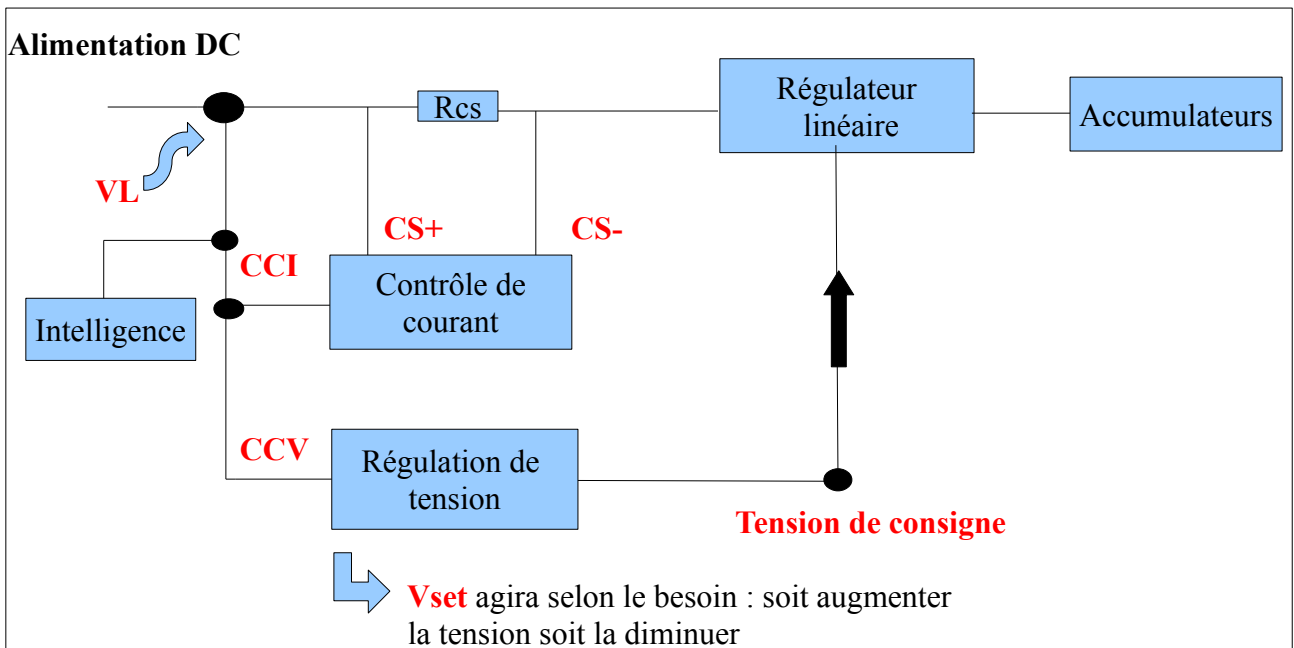 Alimentation DC
Rcs
Régulateur
linéaire
Accumulateurs
VL
CS+
CS-
CCI
Contrôle de
courant
Intelligence
CCV
Régulation de
tension
Tension de consigne
Vset agira selon le besoin : soit augmenter
la tension soit la diminuer